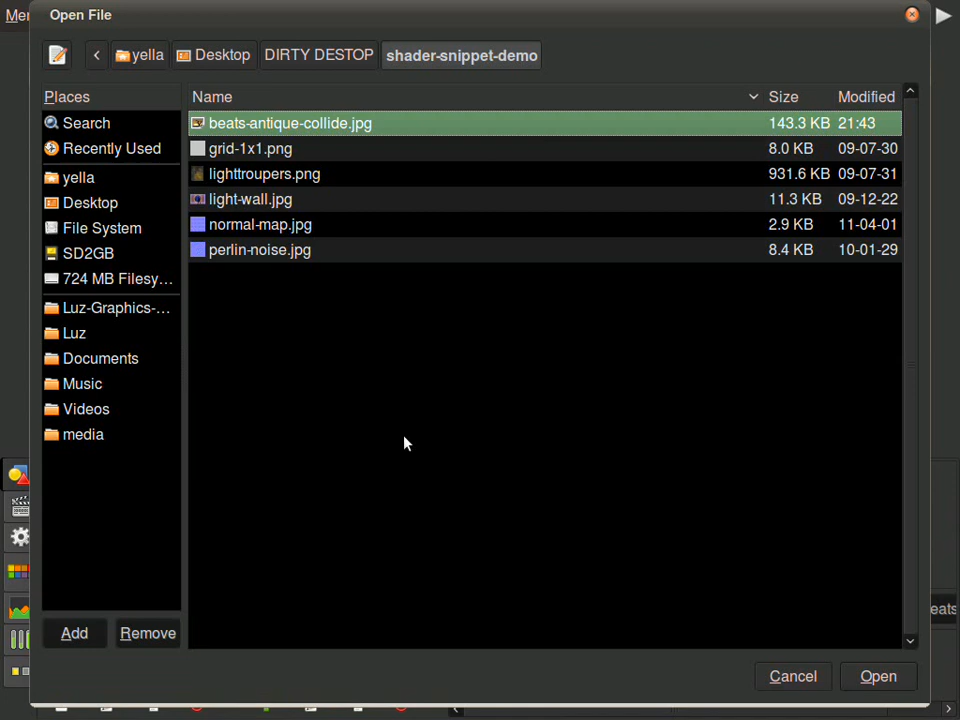 Open File
yella
Desktop
DIRTY DESTOP
shader-snippet-demo
Places
Name
Size
Modified
Search
Recently Used
yella
Desktop
File System
SD2GB
724 MB Filesy...
Luz-Graphics-...
Luz
Documents
Music
Videos
media
beats-antique-collide.jpg 143.3 KB 21:43
grid-1x1.png 8.0 KB 09-07-30
lighttroupers.png 931.6 KB 09-07-31
light-wall.jpg 11.3 KB 09-12-22
normal-map.jpg 2.9 KB 11-04-01
perlin-noise.jpg 8.4 KB 10-01-29
Add
Remove
Cancel
Open